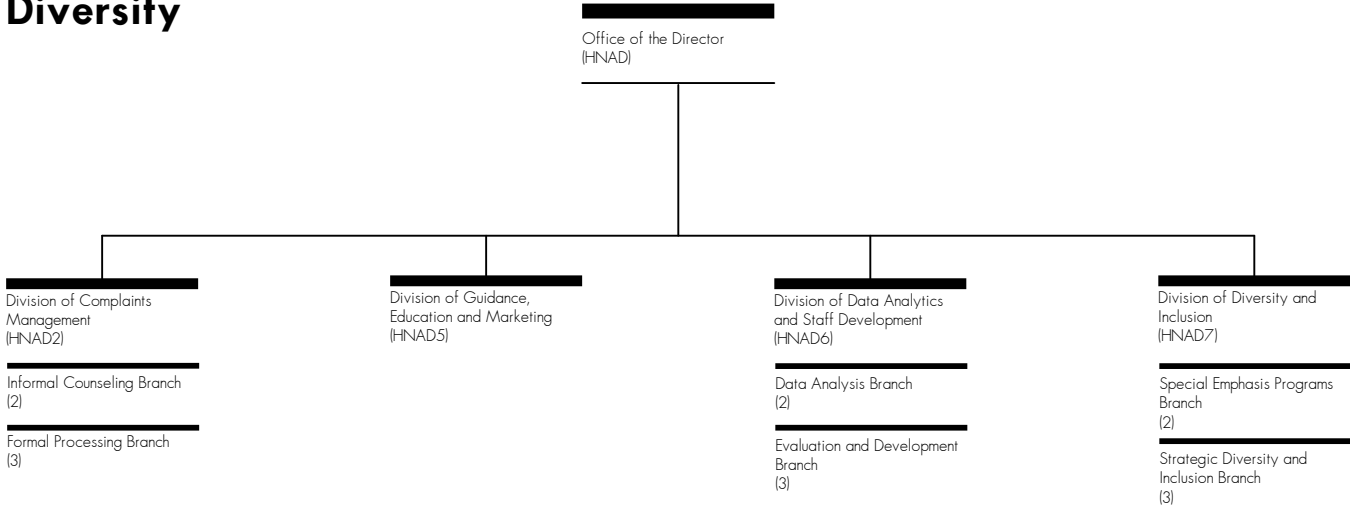 Diversity
Office of the Director
(HNAD)
Division of Complaints
Management
(HNAD2)
Informal Counseling Branch
(2)
Formal Processing Branch
(3)
Division of Guidance,
Education and Marketing
(HNAD5)
Division of Data Analytics
and Staff Development
(HNAD6)
Data Analysis Branch
(2)
Evaluation and Development
Branch
(3)
Division of Diversity and
Inclusion
(HNAD7)
Special Emphasis Programs
Branch
(2)
Strategic Diversity and
Inclusion Branch
(3)